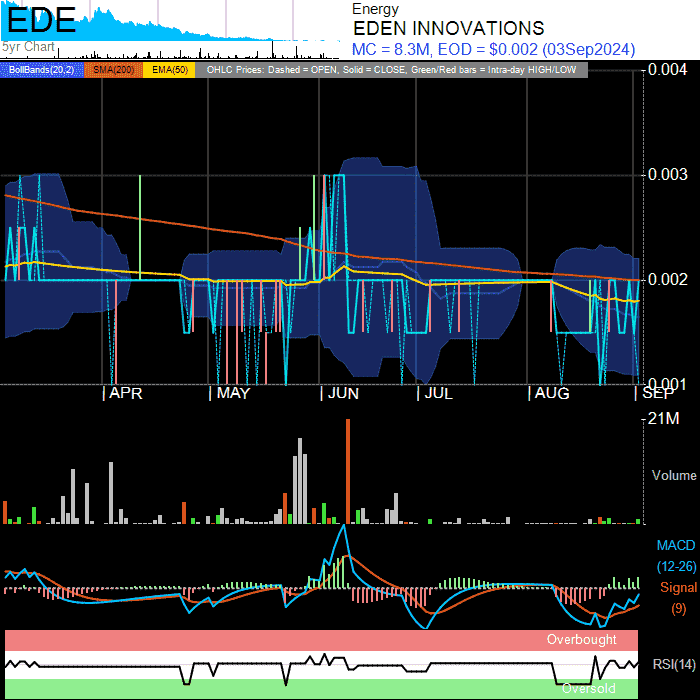 EDE
5yr Chart
Energy
EDEN INNOVATIONS
MC = 8.3M, EOD = $0.002 (03Sep2024)
BollBands(20,2) SMA(200) EMA(50) OHLC Prices: Dashed = OPEN, Solid = CLOSE, Green/Red bars = Intra-day HIGH/LOW
0.004
0.003
0.002
0.001
APR MAY JUN JUL AUG SEP
21M
Volume
MACD
(12-26)
Signal
(9)
Overbought
RSI(14)
Oversold